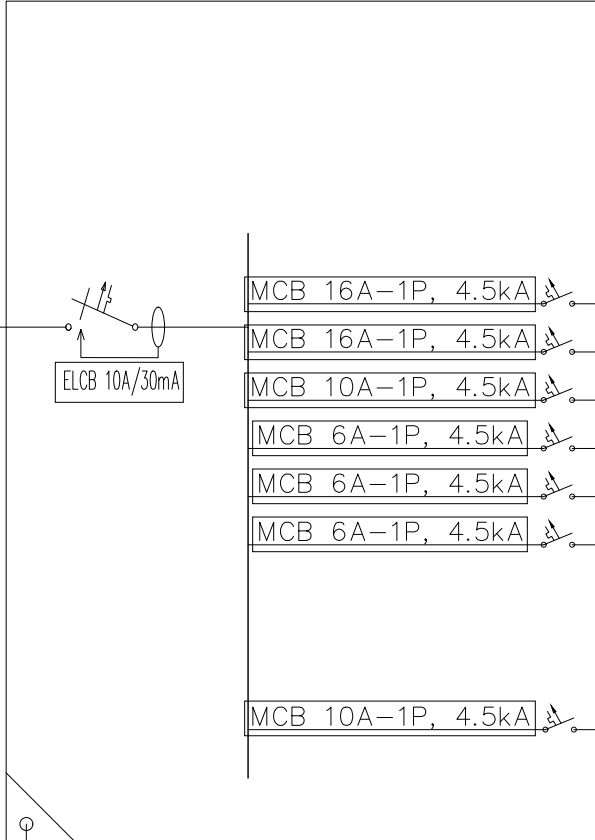 MCB 16A-1P, 4.5kA
MCB 16A-1P, 4.5kA
ELCB 10A/30mA
MCB 10A-1P, 4.5kA
MCB 6A-1P, 4.5kA
MCB 6A-1P, 4.5kA
MCB 6A-1P, 4.5kA
MCB 10A-1P, 4.5kA